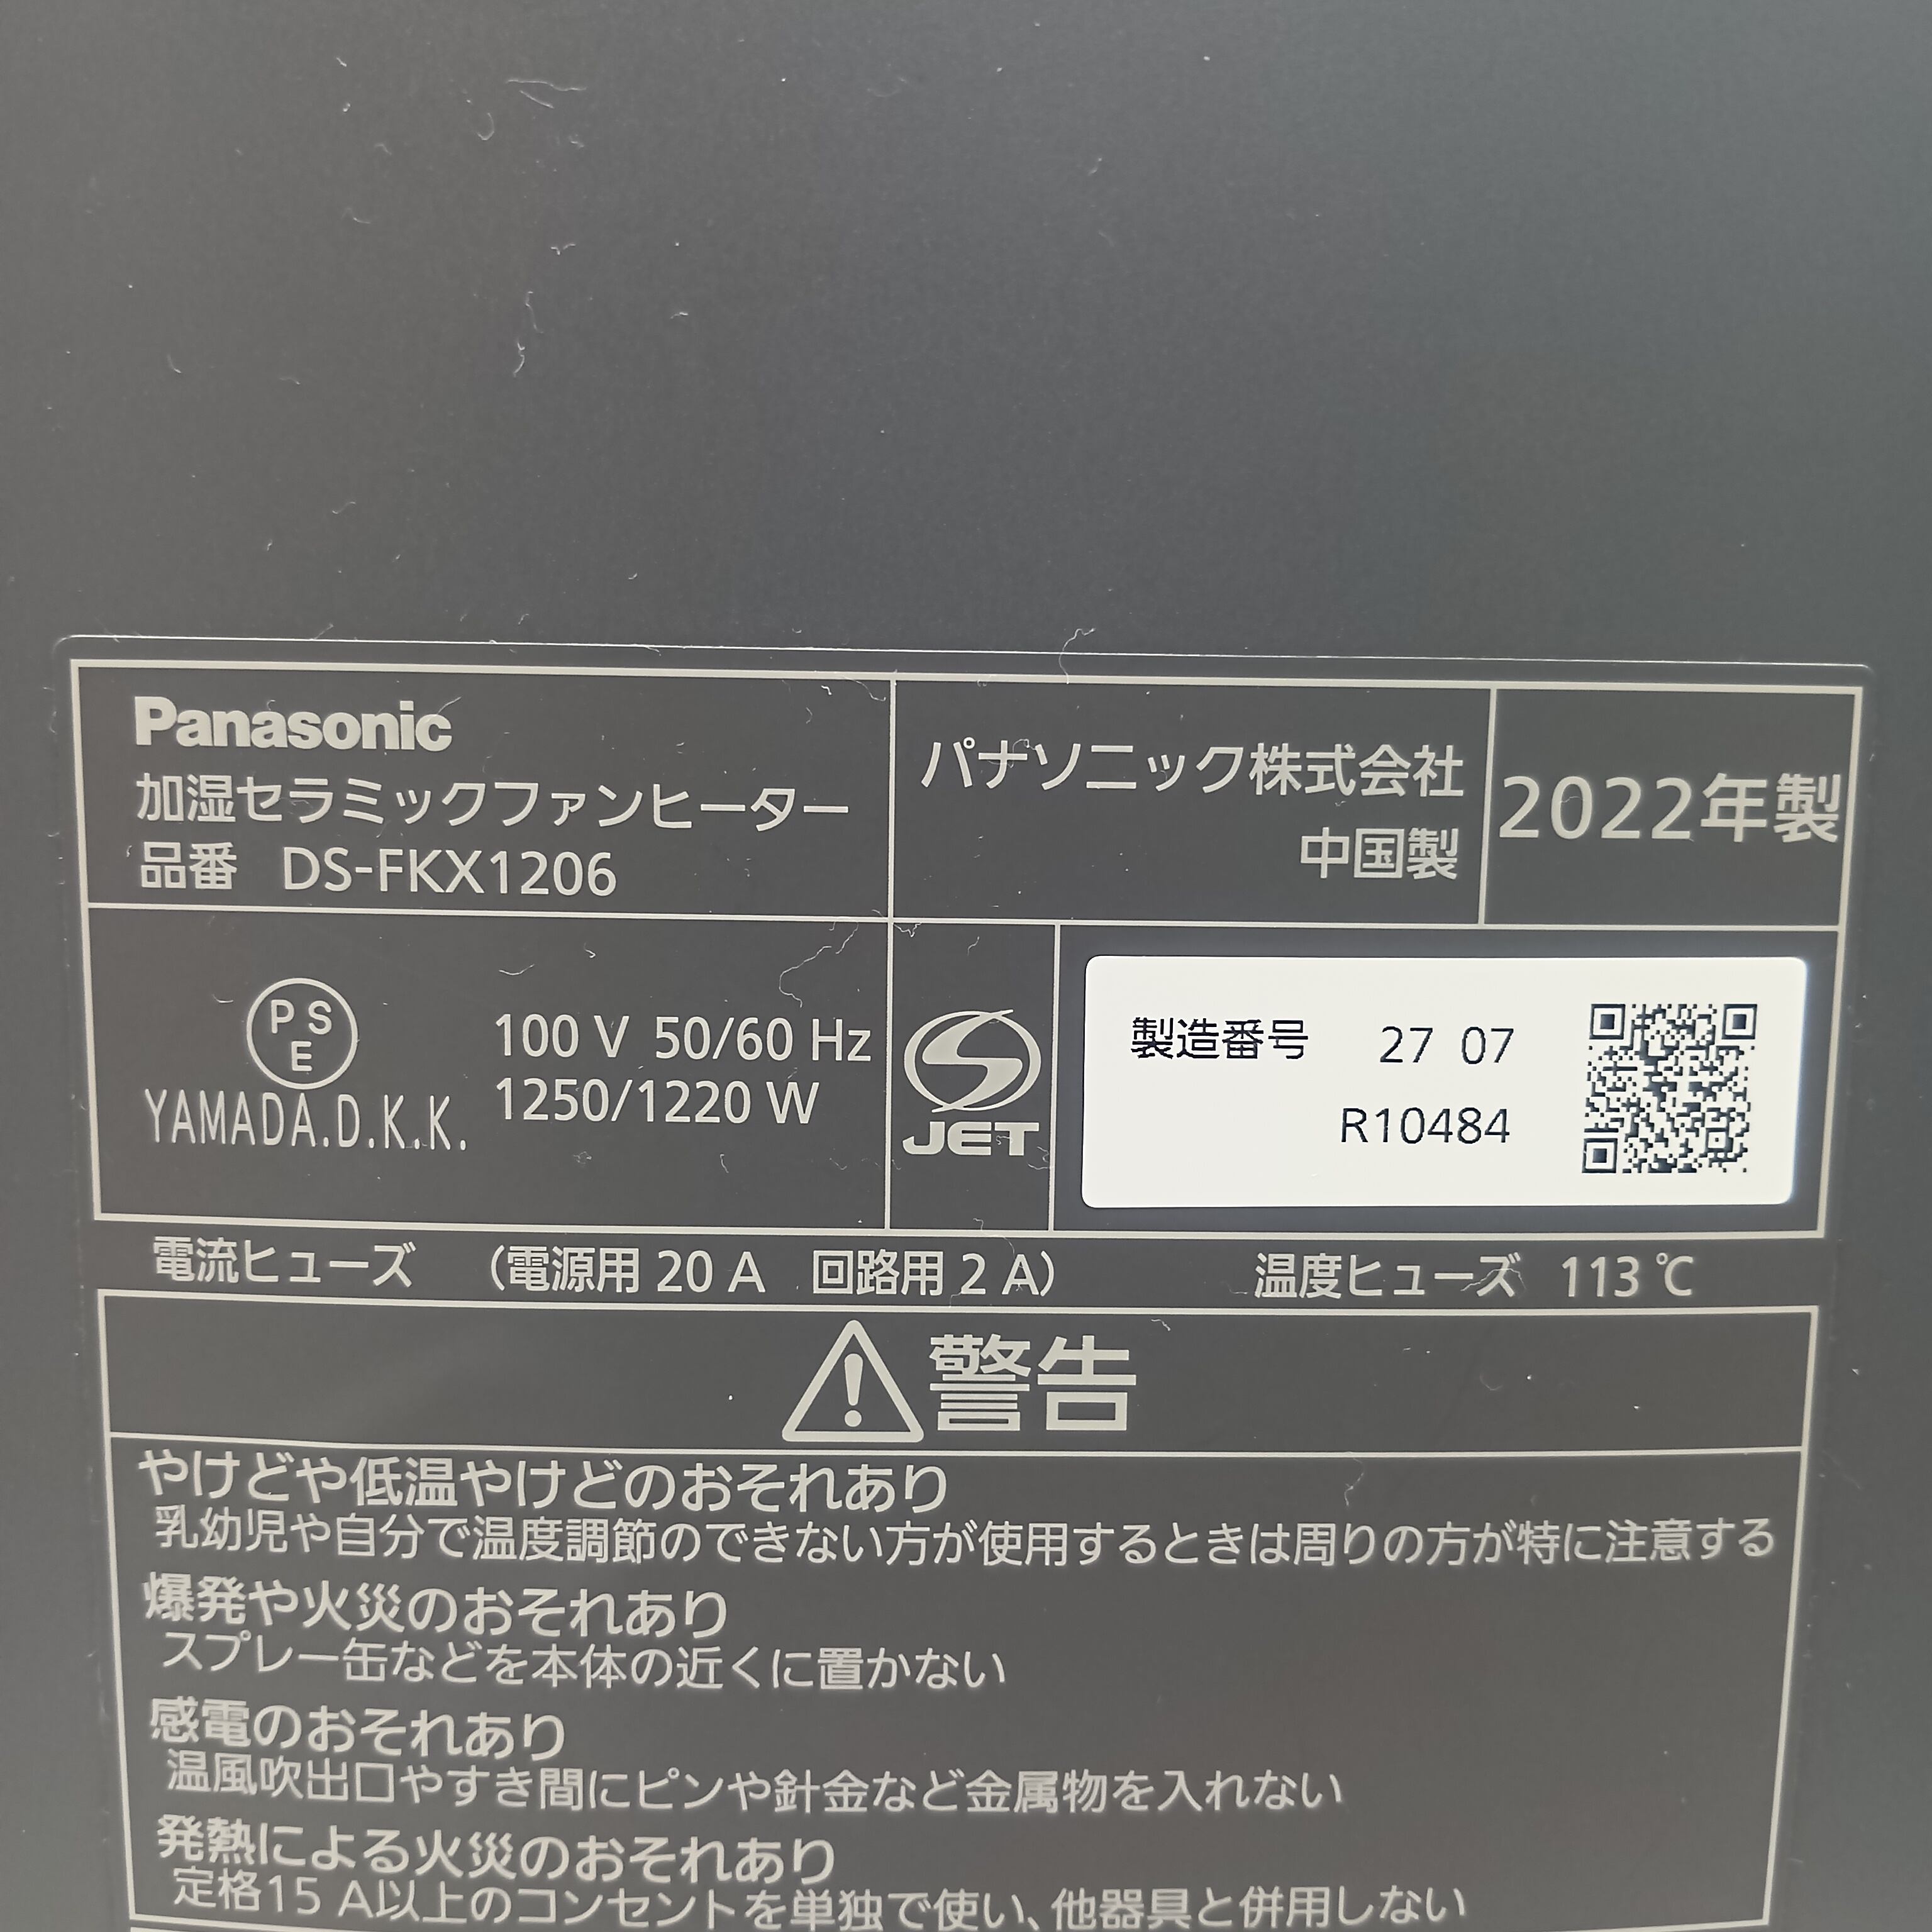 Panasonic
加湿セラミックファンヒーター
品番 DS-FKX1206
パナソニック株式会社
中国製
2022年製
PSE
YAMADA.D.K.K.
100 V 50/60 Hz
1250/1220 W
JET
製造番号 27 07
R10484
電流ヒューズ (電源用 20 A 回路用 2 A)
温度ヒューズ 113 ℃
警告
やけどや低温やけどのおそれあり
乳幼児や自分で温度調節のできない方が使用するときは周りの方が特に注意する
爆発や火災のおそれあり
スプレー缶などを本体の近くに置かない
感電のおそれあり
温風吹出口やすき間にピンや針金など金属物を入れない
発熱による火災のおそれあり
定格15 A以上のコンセントを単独で使い、他器具と併用しない